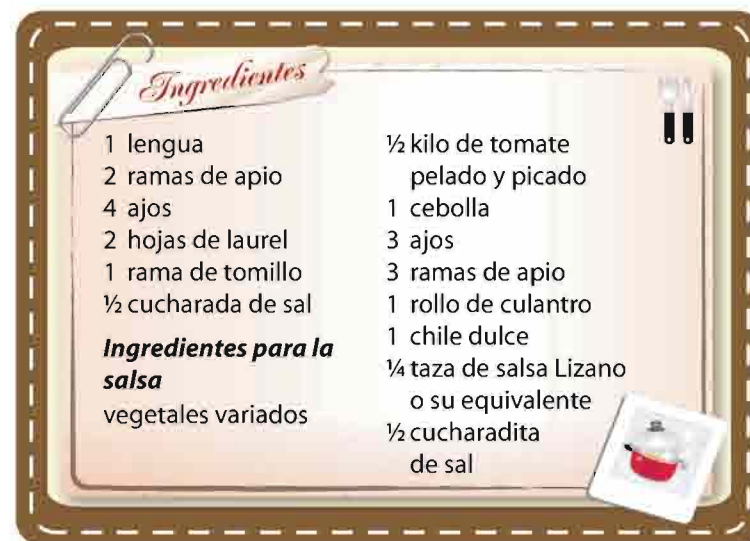 Ingredientes
1 lengua
2 ramas de apio
4 ajos
2 hojas de laurel
1 rama de tomillo
½ cucharada de sal
Ingredientes para la
salsa
vegetales variados
½ kilo de tomate
pelado y picado
1 cebolla
3 ajos
3 ramas de apio
1 rollo de culantro
1 chile dulce
¼ taza de salsa Lizano
o su equivalente
½ cucharadita
de sal